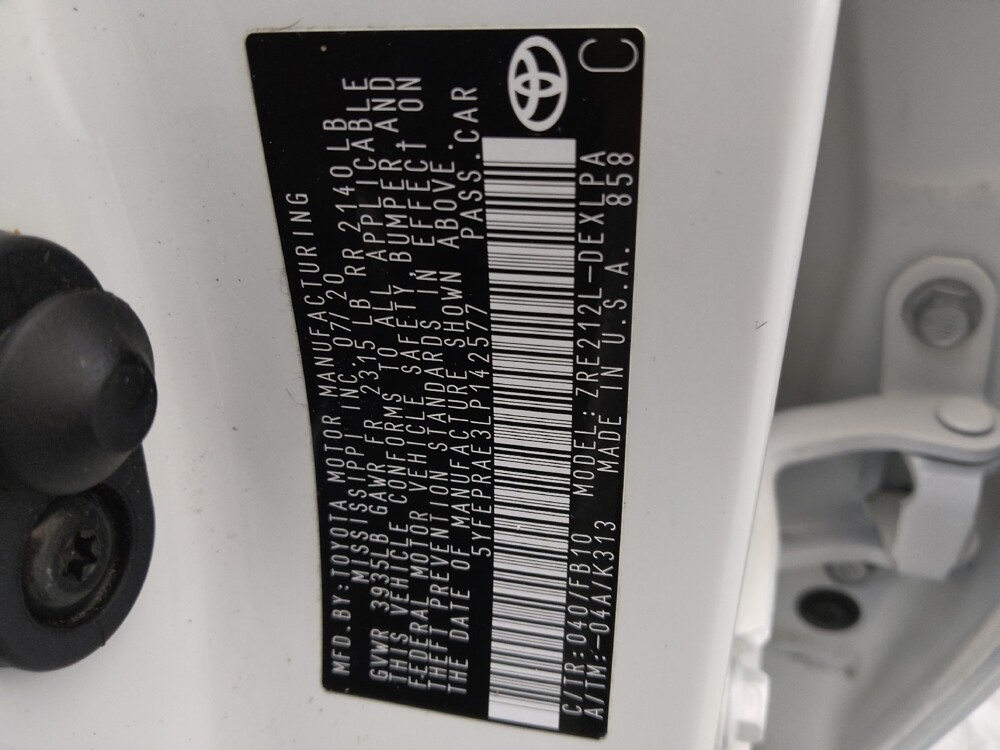 MFD.BY:TOYOTA MOTOR MANUFACTURING
MISSISSIPPI INC. 07/20
GVWR 3935LB GAWR FR 2315 LB RR 2140 LB
THIS VEHICLE CONFORMS TO ALL APPLICABLE
FEDERAL MOTOR VEHICLE SAFETY, BUMPER, AND
THEFT PREVENTION STANDARDS IN EFFECT ON
THE DATE OF MANUFACTURE SHOWN ABOVE.
5YFEPRAE3LP142577 PASS.CAR
C/TR:040/FB10 MODEL:ZRE212L-DEXLPA
A/TM:-04A/K313 MADE IN U.S.A. 858
C